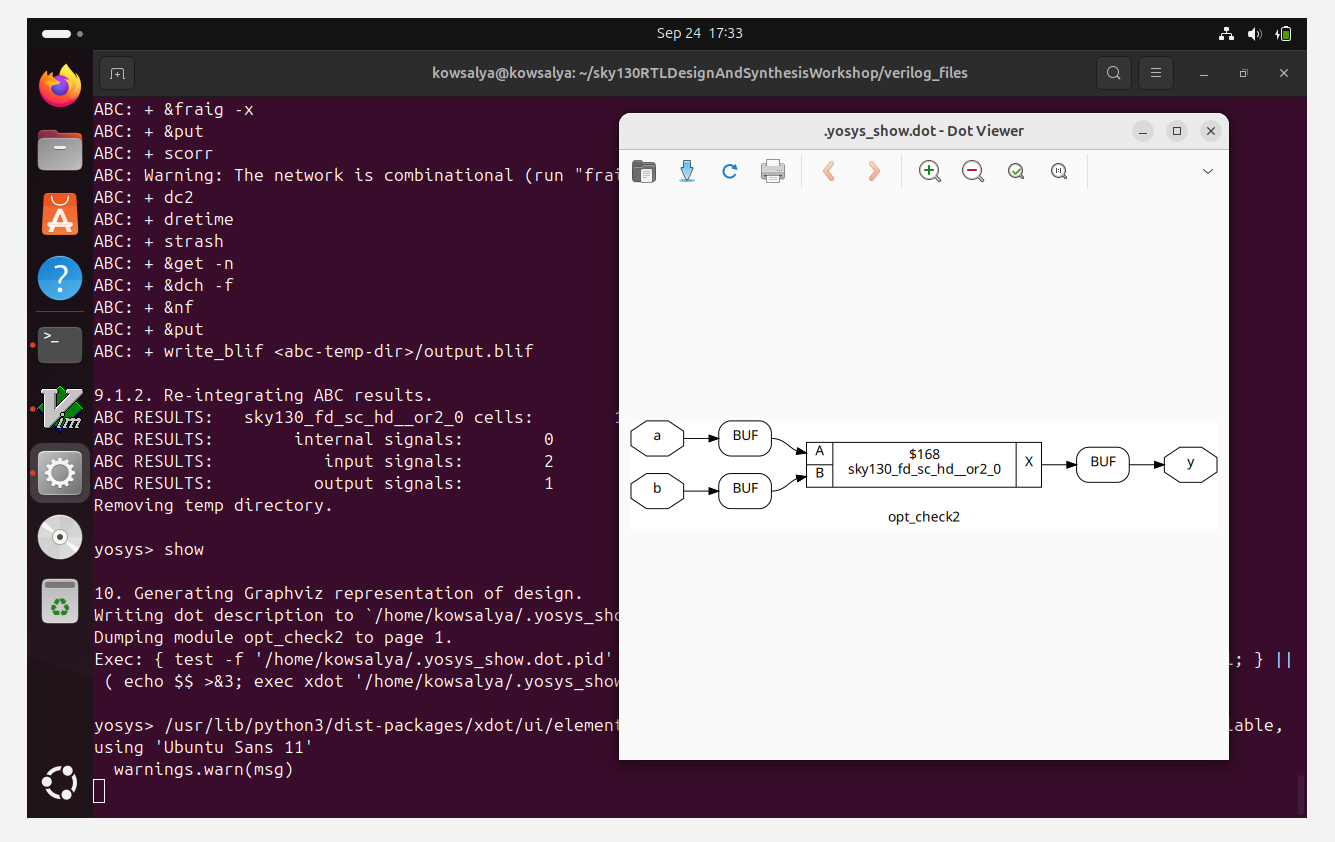 Sep 24 17:33
kowsalya@kowsalya: ~/sky130RTLDesignAndSynthesisWorkshop/verilog_files
ABC: + &fraig -x
ABC: + &put
ABC: + scorr
ABC: Warning: The network is combinational (run "frai
ABC: + dc2
ABC: + dretime
ABC: + strash
ABC: + &get -n
ABC: + &dch -f
ABC: + &nf
ABC: + &put
ABC: + write_blif <abc-temp-dir>/output.blif
9.1.2. Re-integrating ABC results.
ABC RESULTS:   sky130_fd_sc_hd__or2_0 cells:
ABC RESULTS:        internal signals:        0
ABC RESULTS:           input signals:        2
ABC RESULTS:          output signals:        1
Removing temp directory.
yosys> show
10. Generating Graphviz representation of design.
Writing dot description to `/home/kowsalya/.yosys_sho
Dumping module opt_check2 to page 1.
Exec: { test -f '/home/kowsalya/.yosys_show.dot.pid' ; } ||
( echo $$ >&3; exec xdot '/home/kowsalya/.yosys_show
yosys> /usr/lib/python3/dist-packages/xdot/ui/element lable,
using 'Ubuntu Sans 11'
warnings.warn(msg)
.yosys_show.dot - Dot Viewer
a
BUF
b
BUF
A
B
$168
sky130_fd_sc_hd__or2_0
X
BUF
y
opt_check2